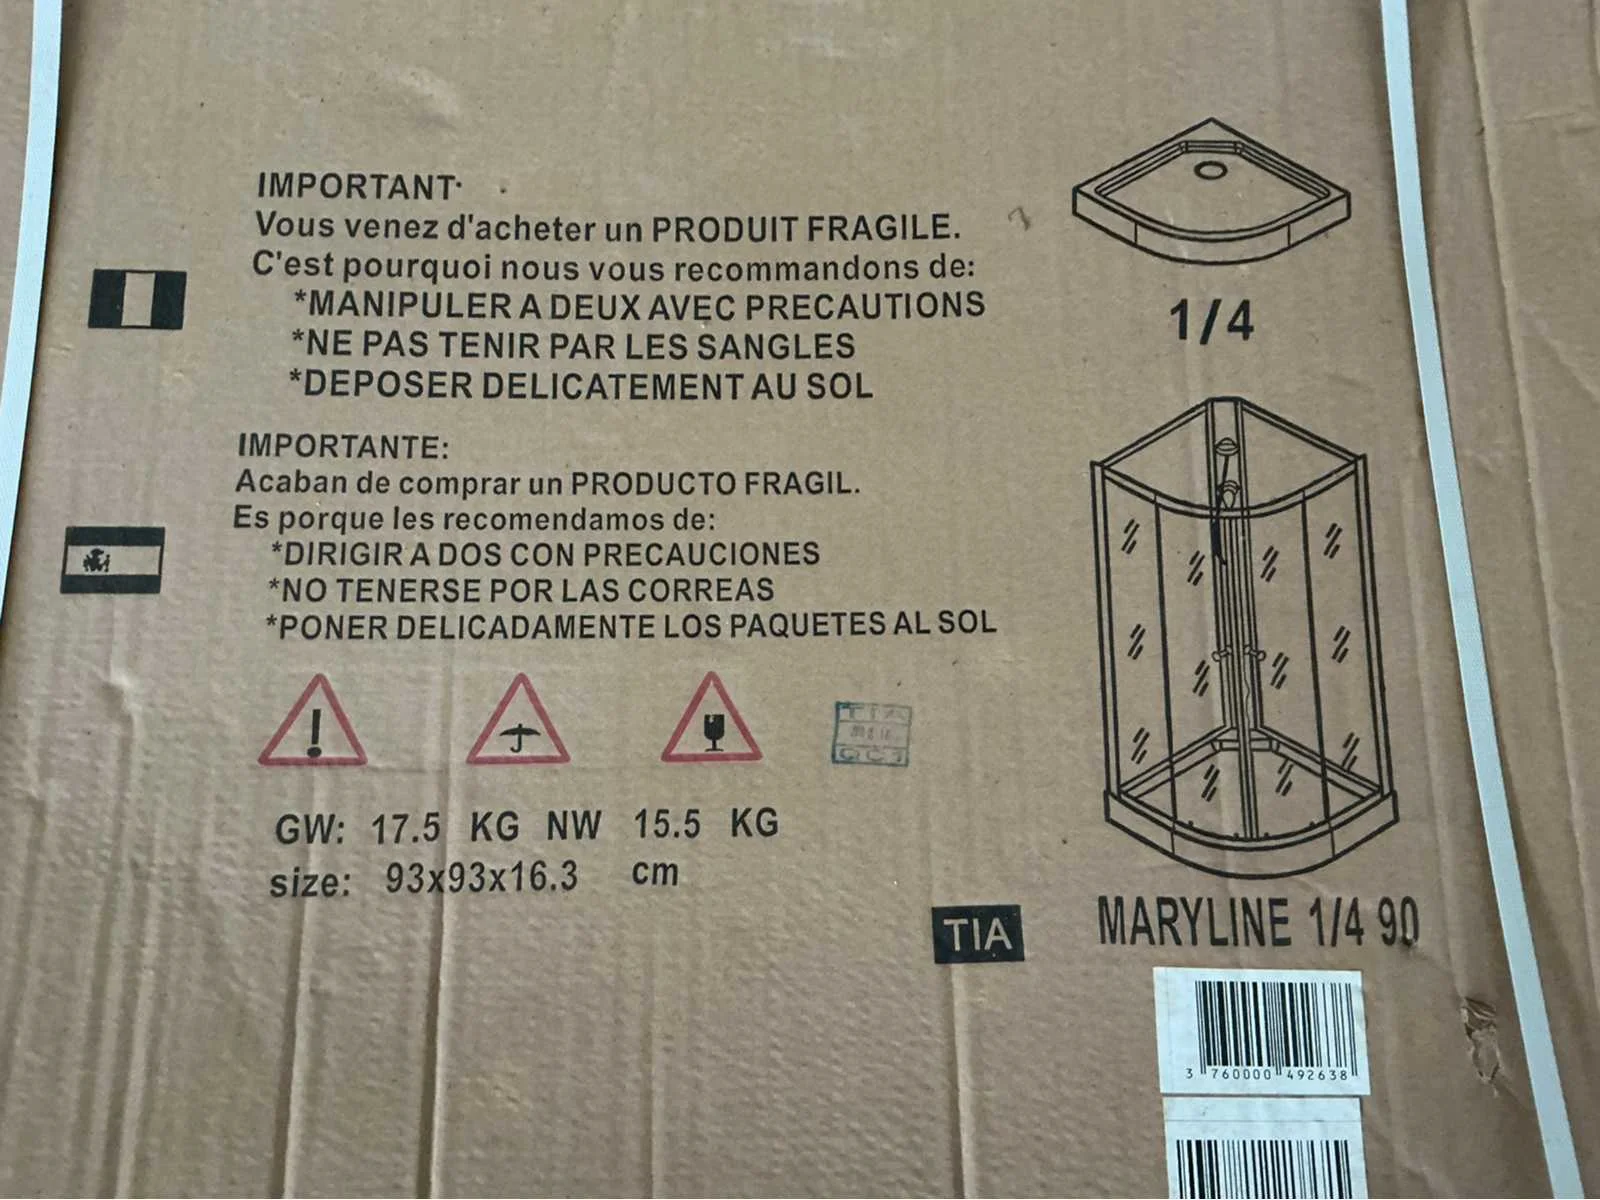 IMPORTANT
Vous venez d'acheter un PRODUIT FRAGILE.
C'est pourquoi nous vous recommandons de:
*MANIPULER A DEUX AVEC PRECAUTIONS
*NE PAS TENIR PAR LES SANGLES
*DEPOSER DELICATEMENT AU SOL
IMPORTANTE:
Acaban de comprar un PRODUCTO FRAGIL.
Es porque les recomendamos de:
*DIRIGIR A DOS CON PRECAUCIONES
*NO TENERSE POR LAS CORREAS
*PONER DELICADAMENTE LOS PAQUETES AL SOL
TIA
GW: 17.5 KG NW 15.5 KG
size: 93x93x16.3 cm
1/4
TIA
MARYLINE 1/4 90
3 760000 492638